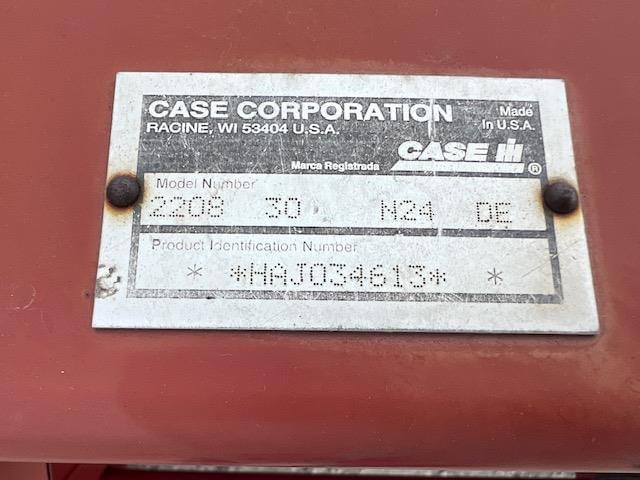 CASE CORPORATION
Made
RACINE, WI 53404 U.S.A.
In U.S.A.
Marca Registrada
CASE IH ®
Model Number
2208 30 N24 DE
Product Identification Number
* *HAJ034613* *